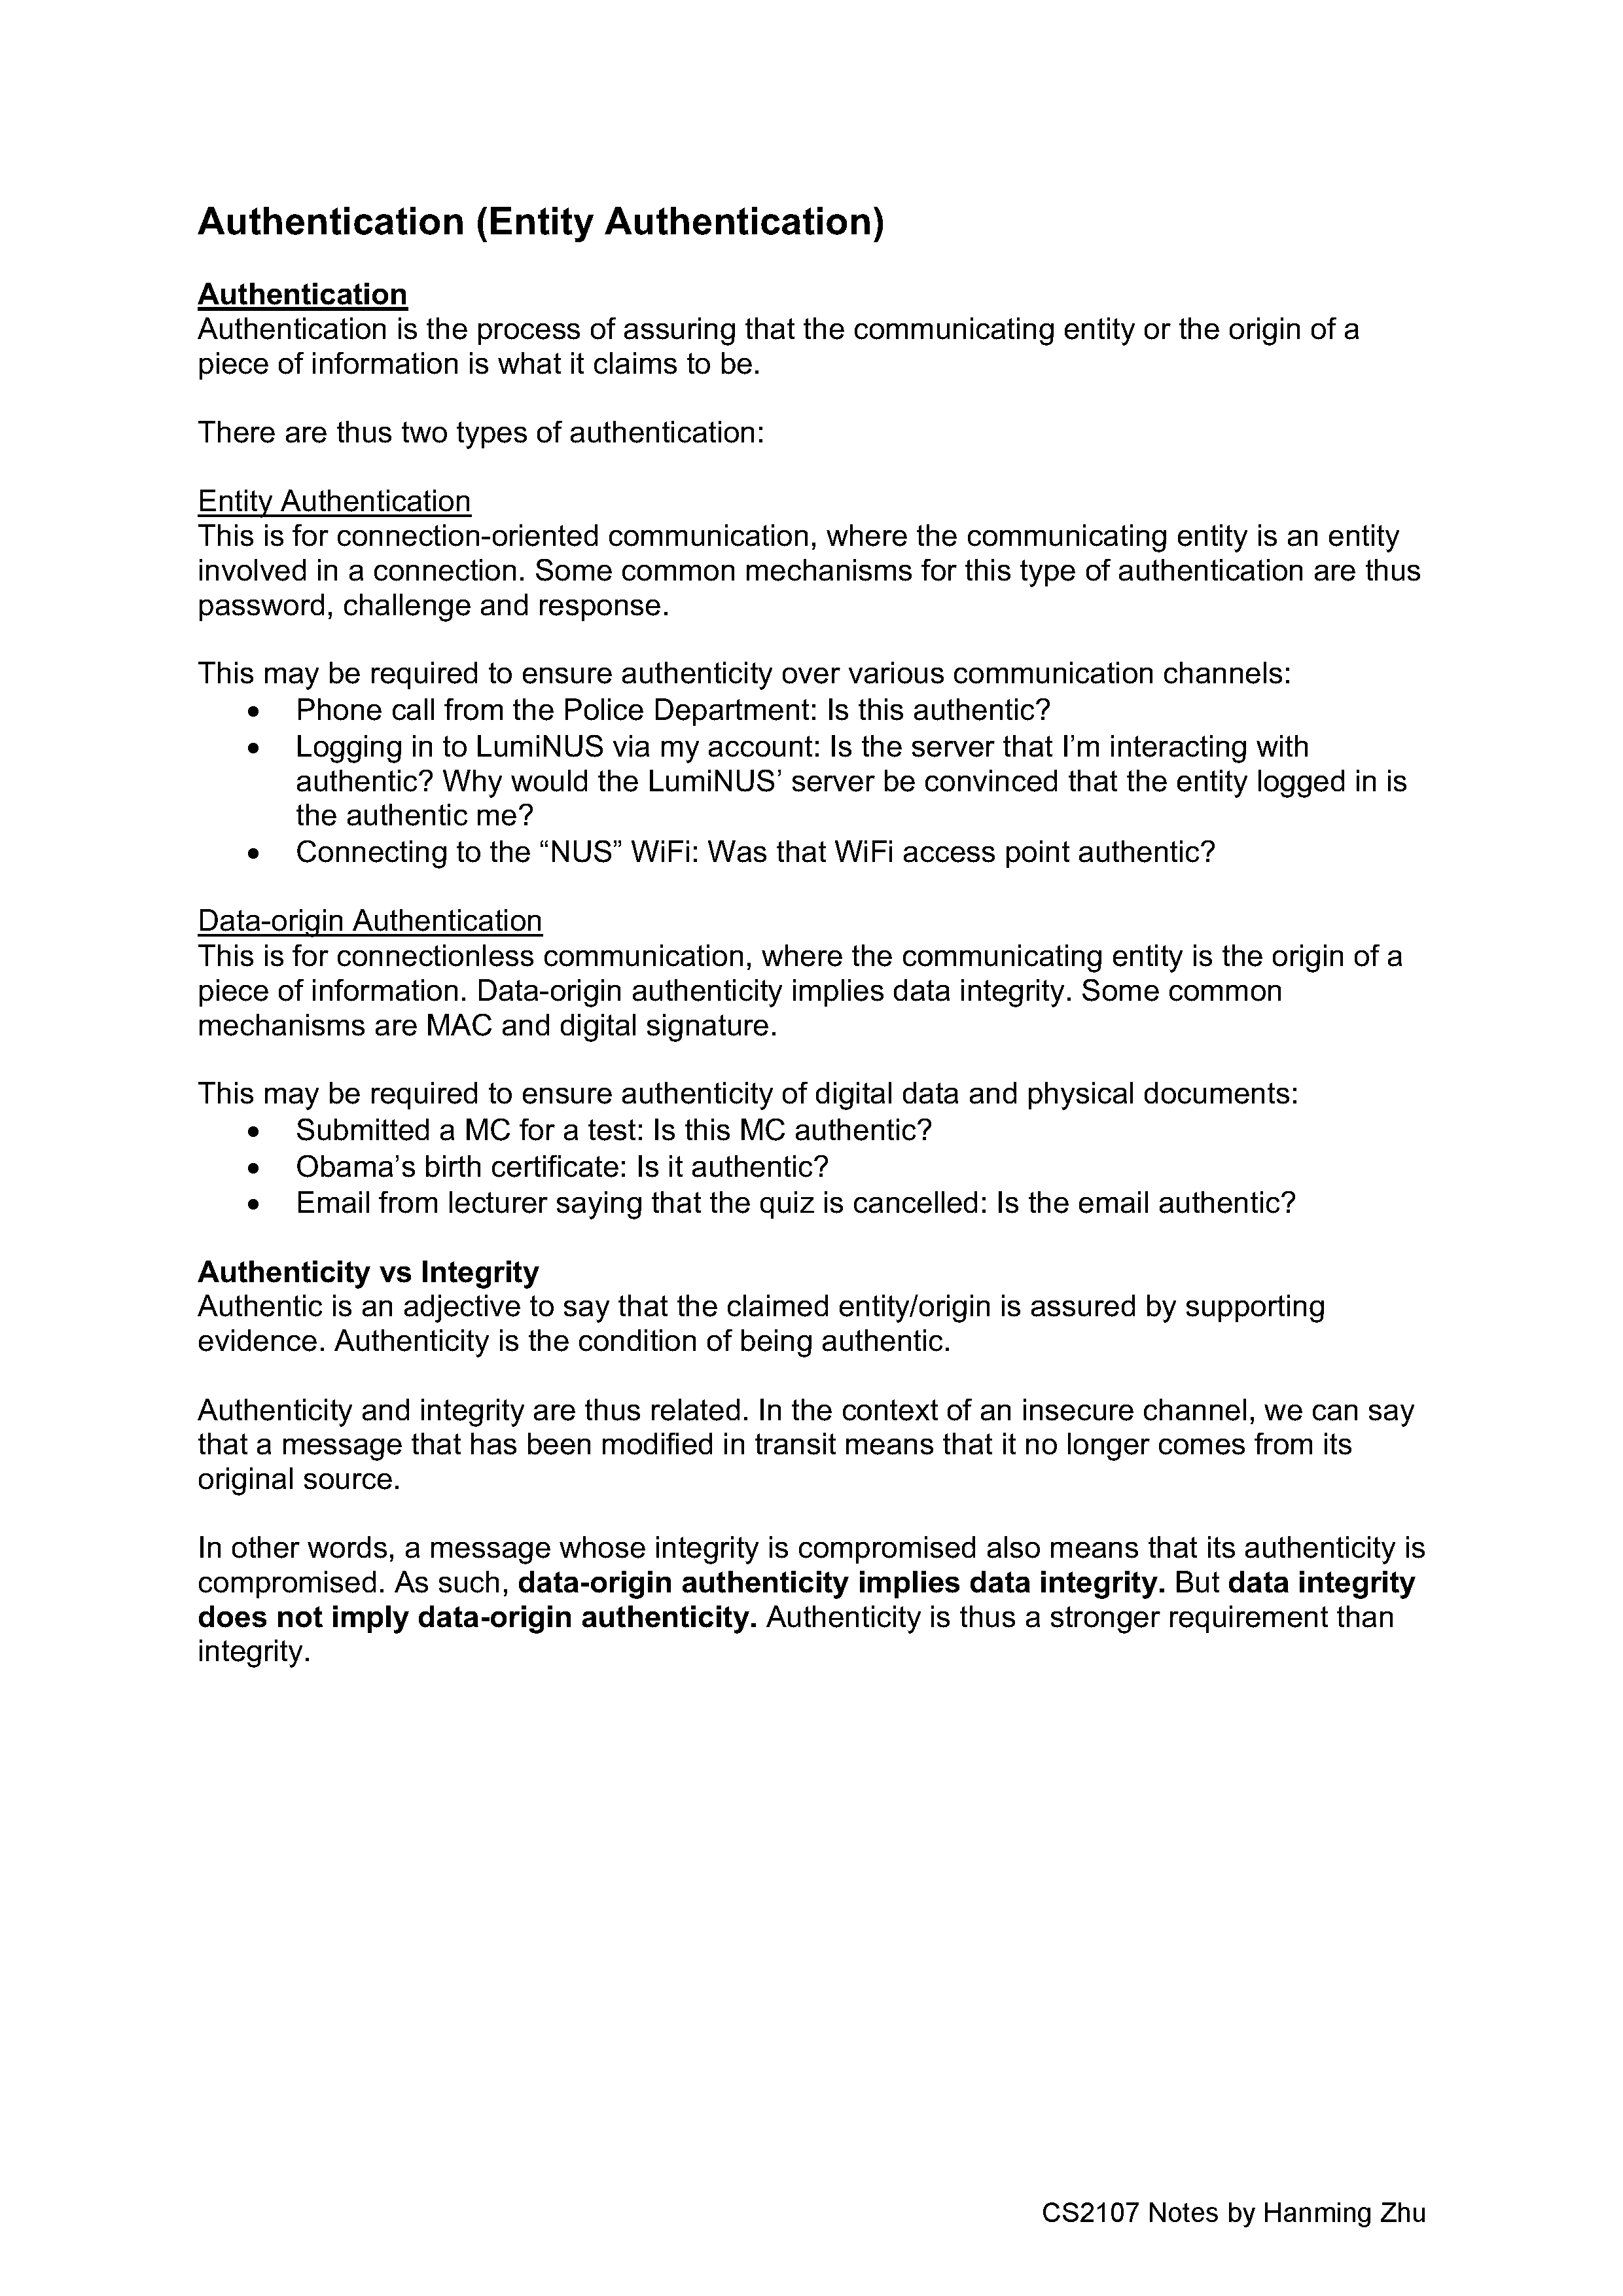 Authentication (Entity Authentication)
Authentication
Authentication is the process of assuring that the communicating entity or the origin of a
piece of information is what it claims to be.
There are thus two types of authentication:
Entity Authentication
This is for connection-oriented communication, where the communicating entity is an entity
involved in a connection. Some common mechanisms for this type of authentication are thus
password, challenge and response.
This may be required to ensure authenticity over various communication channels:
• Phone call from the Police Department: Is this authentic?
• Logging in to LumiNUS via my account: Is the server that I’m interacting with
authentic? Why would the LumiNUS’ server be convinced that the entity logged in is
the authentic me?
• Connecting to the “NUS” WiFi: Was that WiFi access point authentic?
Data-origin Authentication
This is for connectionless communication, where the communicating entity is the origin of a
piece of information. Data-origin authenticity implies data integrity. Some common
mechanisms are MAC and digital signature.
This may be required to ensure authenticity of digital data and physical documents:
• Submitted a MC for a test: Is this MC authentic?
• Obama’s birth certificate: Is it authentic?
• Email from lecturer saying that the quiz is cancelled: Is the email authentic?
Authenticity vs Integrity
Authentic is an adjective to say that the claimed entity/origin is assured by supporting
evidence. Authenticity is the condition of being authentic.
Authenticity and integrity are thus related. In the context of an insecure channel, we can say
that a message that has been modified in transit means that it no longer comes from its
original source.
In other words, a message whose integrity is compromised also means that its authenticity is
compromised. As such, data-origin authenticity implies data integrity. But data integrity
does not imply data-origin authenticity. Authenticity is thus a stronger requirement than
integrity.
CS2107 Notes by Hanming Zhu